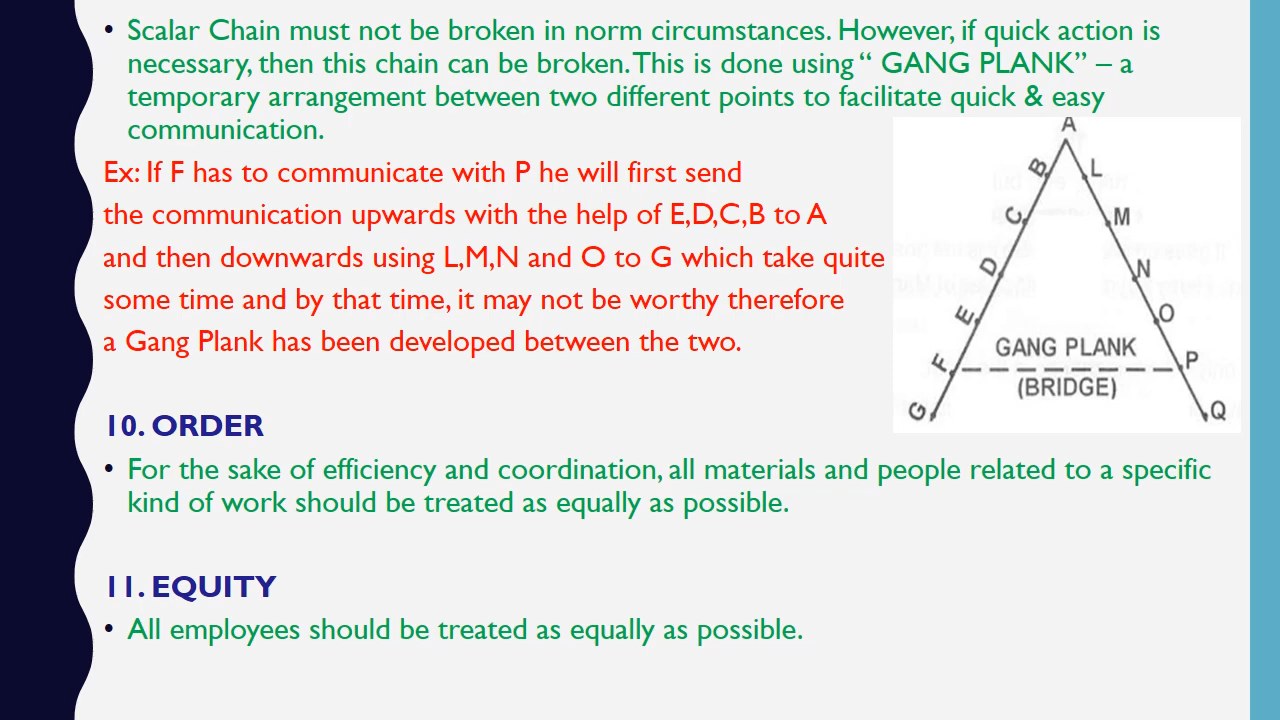 • Scalar Chain must not be broken in norm circumstances. However, if quick action is
necessary, then this chain can be broken. This is done using “ GANG PLANK” – a
temporary arrangement between two different points to facilitate quick & easy
communication.
Ex: If F has to communicate with P he will first send
the communication upwards with the help of E,D,C,B to A
and then downwards using L,M,N and O to G which take quite
some time and by that time, it may not be worthy therefore
a Gang Plank has been developed between the two.
A
B L
C M
D N
E O
GANG PLANK
F P
(BRIDGE)
G Q
10. ORDER
• For the sake of efficiency and coordination, all materials and people related to a specific
kind of work should be treated as equally as possible.
11. EQUITY
• All employees should be treated as equally as possible.